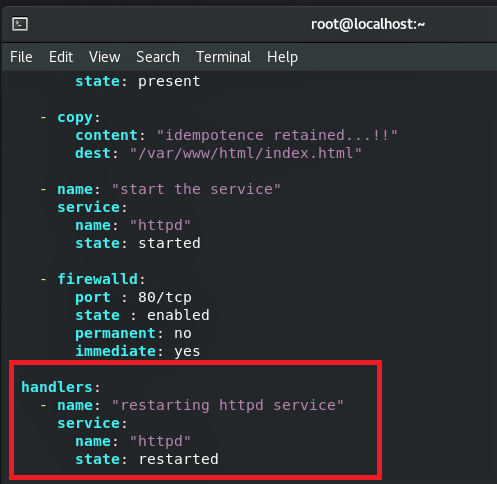 root@localhost:~
File Edit View Search Terminal Help
state: present
- copy:
content: "idempotence retained...!!"
dest: "/var/www/html/index.html"
- name: "start the service"
service:
name: "httpd"
state: started
- firewalld:
port : 80/tcp
state : enabled
permanent: no
immediate: yes
handlers:
- name: "restarting httpd service"
service:
name: "httpd"
state: restarted